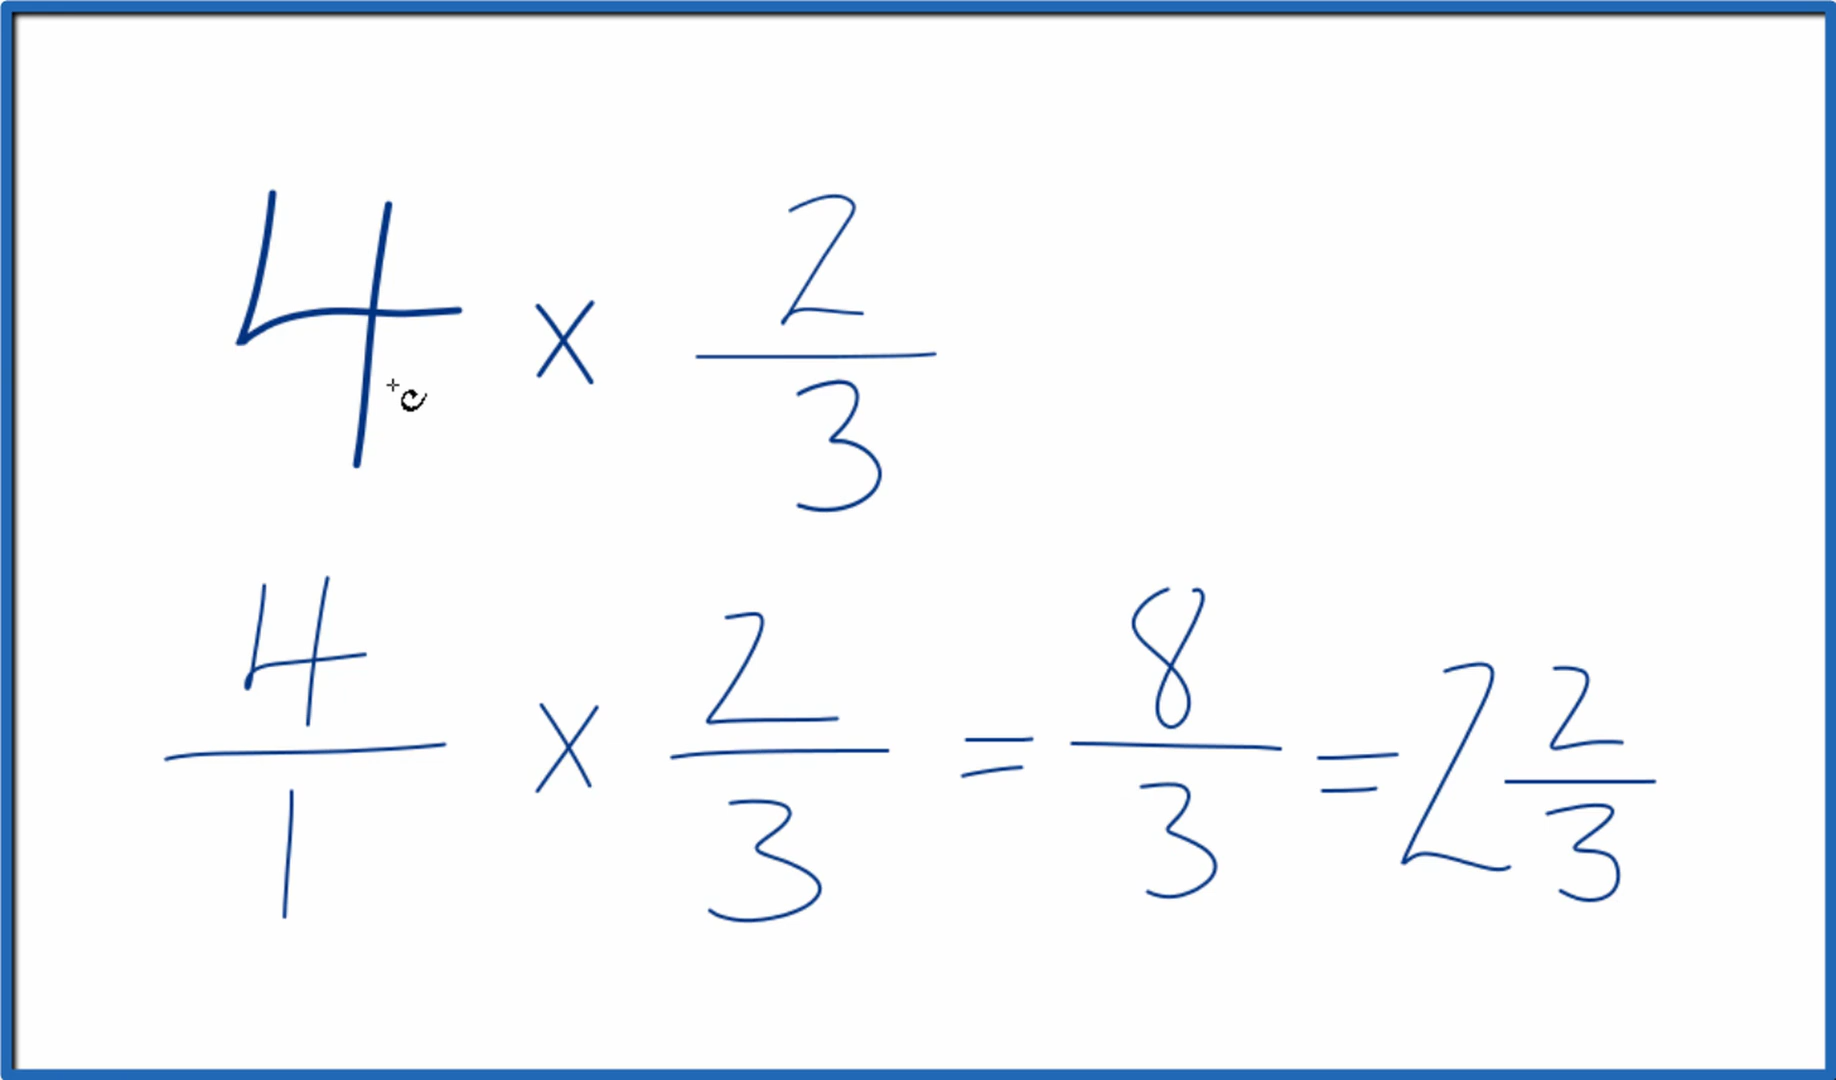 4 × 2/3
4/1 × 2/3 = 8/3 = 2 2/3